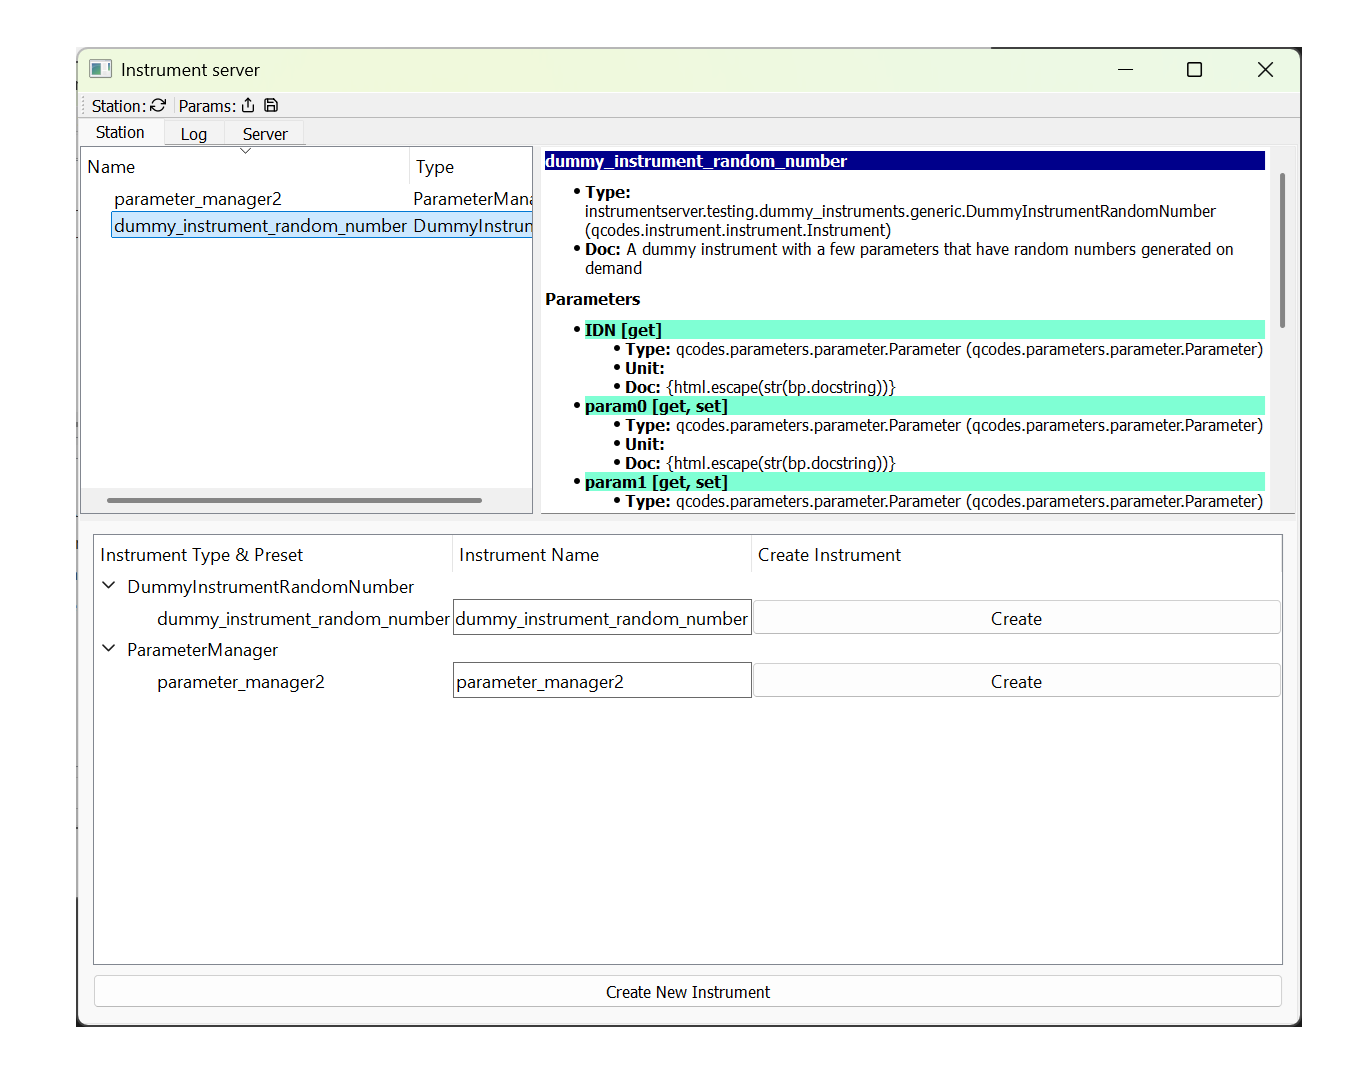 Instrument server
Station: Params:
Station Log Server
Name Type
parameter_manager2 ParameterMana
dummy_instrument_random_number DummyInstrum
dummy_instrument_random_number
• Type:
instrumentserver.testing.dummy_instruments.generic.DummyInstrumentRandomNumber
(qcodes.instrument.instrument.Instrument)
• Doc: A dummy instrument with a few parameters that have random numbers generated on
demand
Parameters
• IDN [get]
• Type: qcodes.parameters.parameter.Parameter (qcodes.parameters.parameter.Parameter)
• Unit:
• Doc: {html.escape(str(bp.docstring))}
• param0 [get, set]
• Type: qcodes.parameters.parameter.Parameter (qcodes.parameters.parameter.Parameter)
• Unit:
• Doc: {html.escape(str(bp.docstring))}
• param1 [get, set]
• Type: qcodes.parameters.parameter.Parameter (qcodes.parameters.parameter.Parameter)
Instrument Type & Preset Instrument Name Create Instrument
DummyInstrumentRandomNumber
dummy_instrument_random_number dummy_instrument_random_number Create
ParameterManager
parameter_manager2 parameter_manager2 Create
Create New Instrument